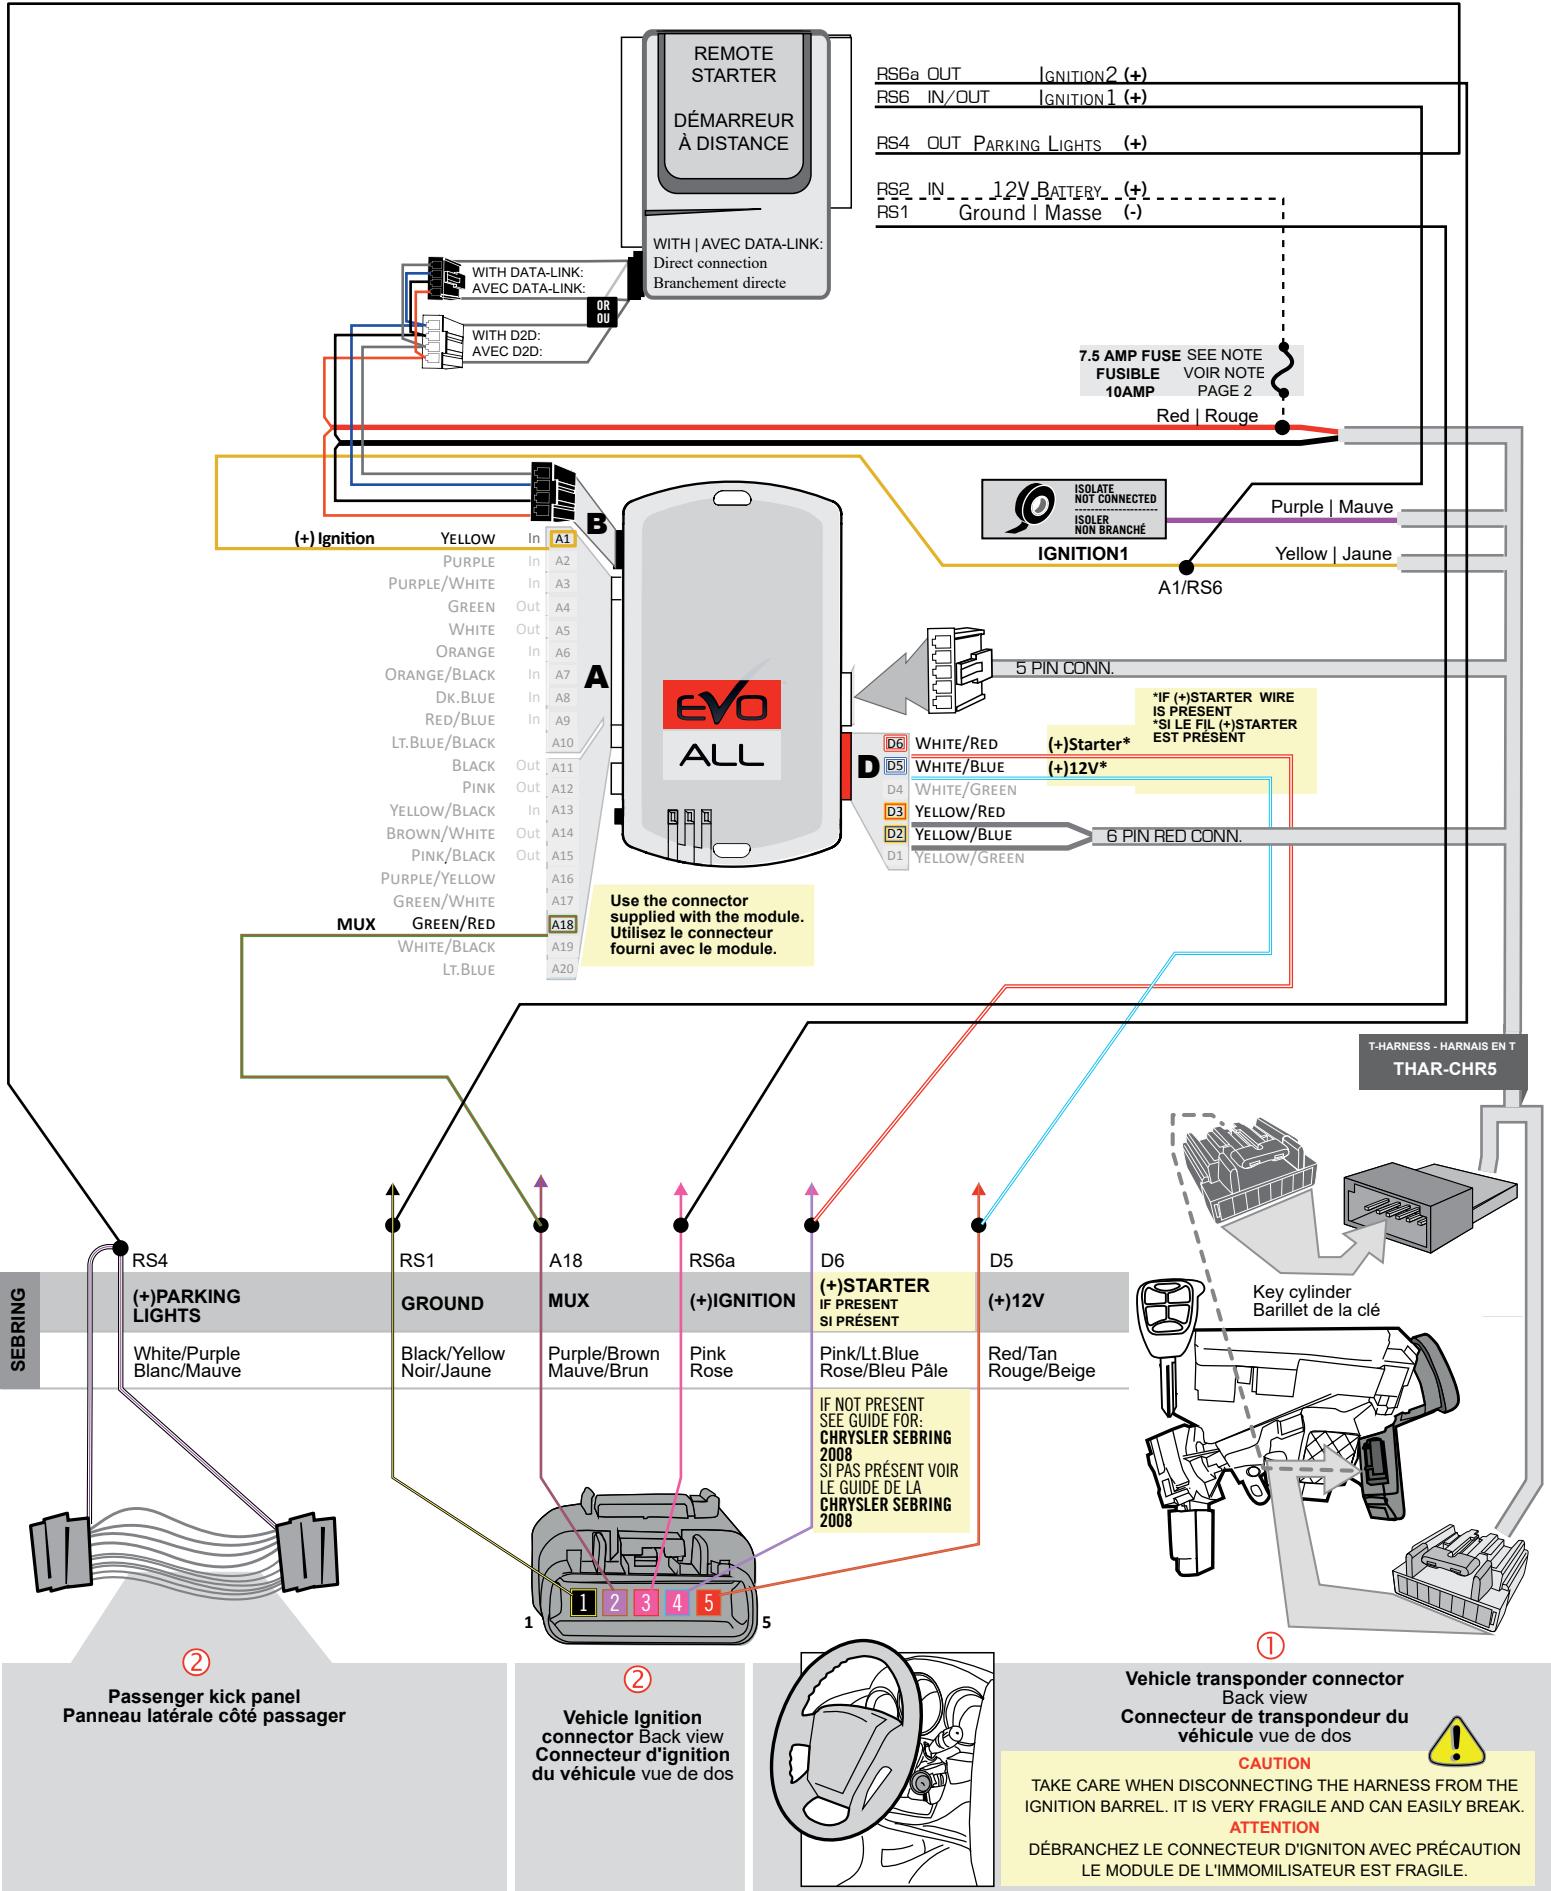 REMOTE
STARTER
DÉMARREUR
À DISTANCE
WITH | AVEC DATA-LINK:
Direct connection
Branchement directe
RS6a OUT IGNITION2 (+)
RS6 IN/OUT IGNITION1 (+)
RS4 OUT PARKING LIGHTS (+)
RS2 IN 12V BATTERY (+)
RS1 Ground | Masse (-)
WITH DATA-LINK:
AVEC DATA-LINK:
OR
OU
WITH D2D:
AVEC D2D:
7.5 AMP FUSE SEE NOTE
FUSIBLE VOIR NOTE
10AMP PAGE 2
Red | Rouge
ISOLATE
NOT CONNECTED
ISOLER
NON BRANCHÉ
Purple | Mauve
IGNITION1
Yellow | Jaune
A1/RS6
B
(+) Ignition YELLOW In A1
PURPLE In A2
PURPLE/WHITE In A3
GREEN Out A4
WHITE Out A5
ORANGE In A6
ORANGE/BLACK In A7
DK.BLUE In A8
RED/BLUE In A9
LT.BLUE/BLACK A10
BLACK Out A11
PINK Out A12
YELLOW/BLACK In A13
BROWN/WHITE Out A14
PINK/BLACK Out A15
PURPLE/YELLOW A16
GREEN/WHITE A17
MUX GREEN/RED A18
WHITE/BLACK A19
LT.BLUE A20
A
EVO
ALL
5 PIN CONN.
*IF (+)STARTER WIRE
IS PRESENT
*SI LE FIL (+)STARTER
EST PRÉSENT
D
D6 WHITE/RED (+)Starter*
D5 WHITE/BLUE (+)12V*
D4 WHITE/GREEN
D3 YELLOW/RED
D2 YELLOW/BLUE
D1 YELLOW/GREEN
6 PIN RED CONN.
Use the connector
supplied with the module.
Utilisez le connecteur
fourni avec le module.
T-HARNESS - HARNAIS EN T
THAR-CHR5
Key cylinder
Barillet de la clé
SEBRING
RS4
(+)PARKING
LIGHTS
White/Purple
Blanc/Mauve
RS1
GROUND
Black/Yellow
Noir/Jaune
A18
MUX
Purple/Brown
Mauve/Brun
RS6a
(+)IGNITION
Pink
Rose
D6
(+)STARTER
IF PRESENT
SI PRÉSENT
Pink/Lt.Blue
Rose/Bleu Pâle
D5
(+)12V
Red/Tan
Rouge/Beige
IF NOT PRESENT
SEE GUIDE FOR:
CHRYSLER SEBRING
2008
SI PAS PRÉSENT VOIR
LE GUIDE DE LA
CHRYSLER SEBRING
2008
1 2 3 4 5
1 5
2
Passenger kick panel
Panneau latérale côté passager
2
Vehicle Ignition
connector Back view
Connecteur d'ignition
du véhicule vue de dos
1
Vehicle transponder connector
Back view
Connecteur de transpondeur du
véhicule vue de dos
CAUTION
TAKE CARE WHEN DISCONNECTING THE HARNESS FROM THE
IGNITION BARREL. IT IS VERY FRAGILE AND CAN EASILY BREAK.
ATTENTION
DÉBRANCHEZ LE CONNECTEUR D'IGNITON AVEC PRÉCAUTION
LE MODULE DE L'IMMOMILISATEUR EST FRAGILE.